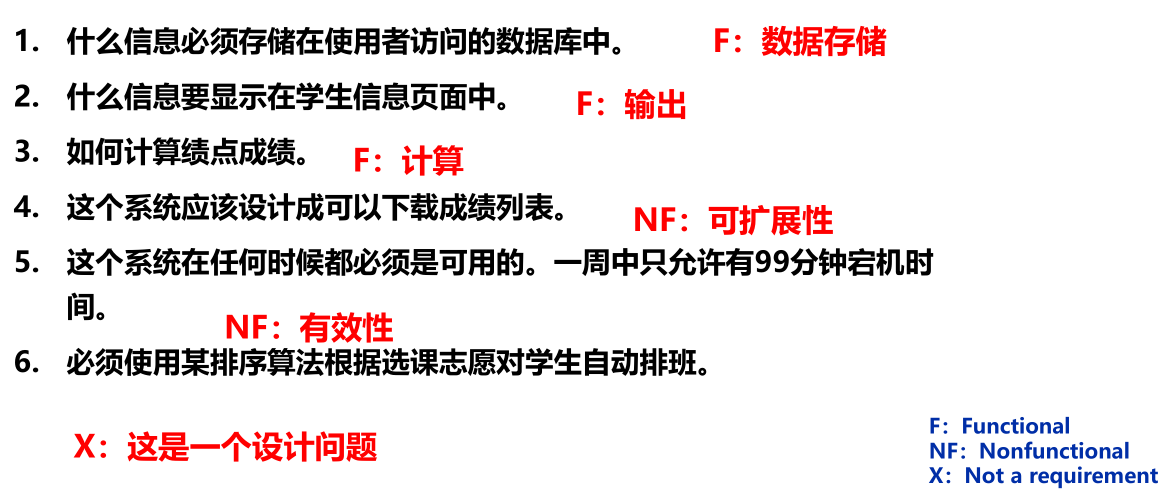 1. 什么信息必须存储在使用者访问的数据库中。 F：数据存储
2. 什么信息要显示在学生信息页面中。 F：输出
3. 如何计算绩点成绩。 F：计算
4. 这个系统应该设计成可以下载成绩列表。 NF：可扩展性
5. 这个系统在任何时候都必须是可用的。一周中只允许有99分钟宕机时
间。
NF：有效性
6. 必须使用某排序算法根据选课志愿对学生自动排班。
X：这是一个设计问题
F：Functional
NF：Nonfunctional
X：Not a requirement